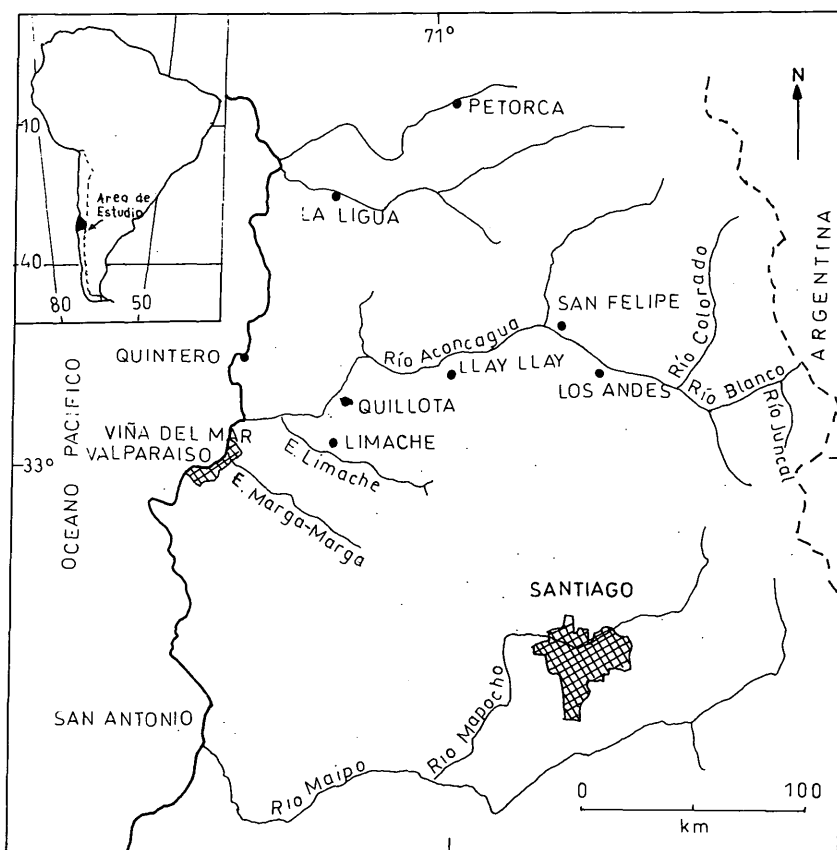 71°
N
10
Area de
Estudio
40
80
50
PETORCA
LA LIGUA
ARGENTINA
SAN FELIPE
Río Colorado
QUINTERO
Río Aconcagua
LLAY LLAY
LOS ANDES
Río Blanco
Río Juncal
QUILLOTA
OCEANO PACIFICO
VIÑA DEL MAR
VALPARAISO
LIMACHE
E. Limache
33°
E. Marga-Marga
SANTIAGO
SAN ANTONIO
Río Mapocho
Río Maipo
0
100
km